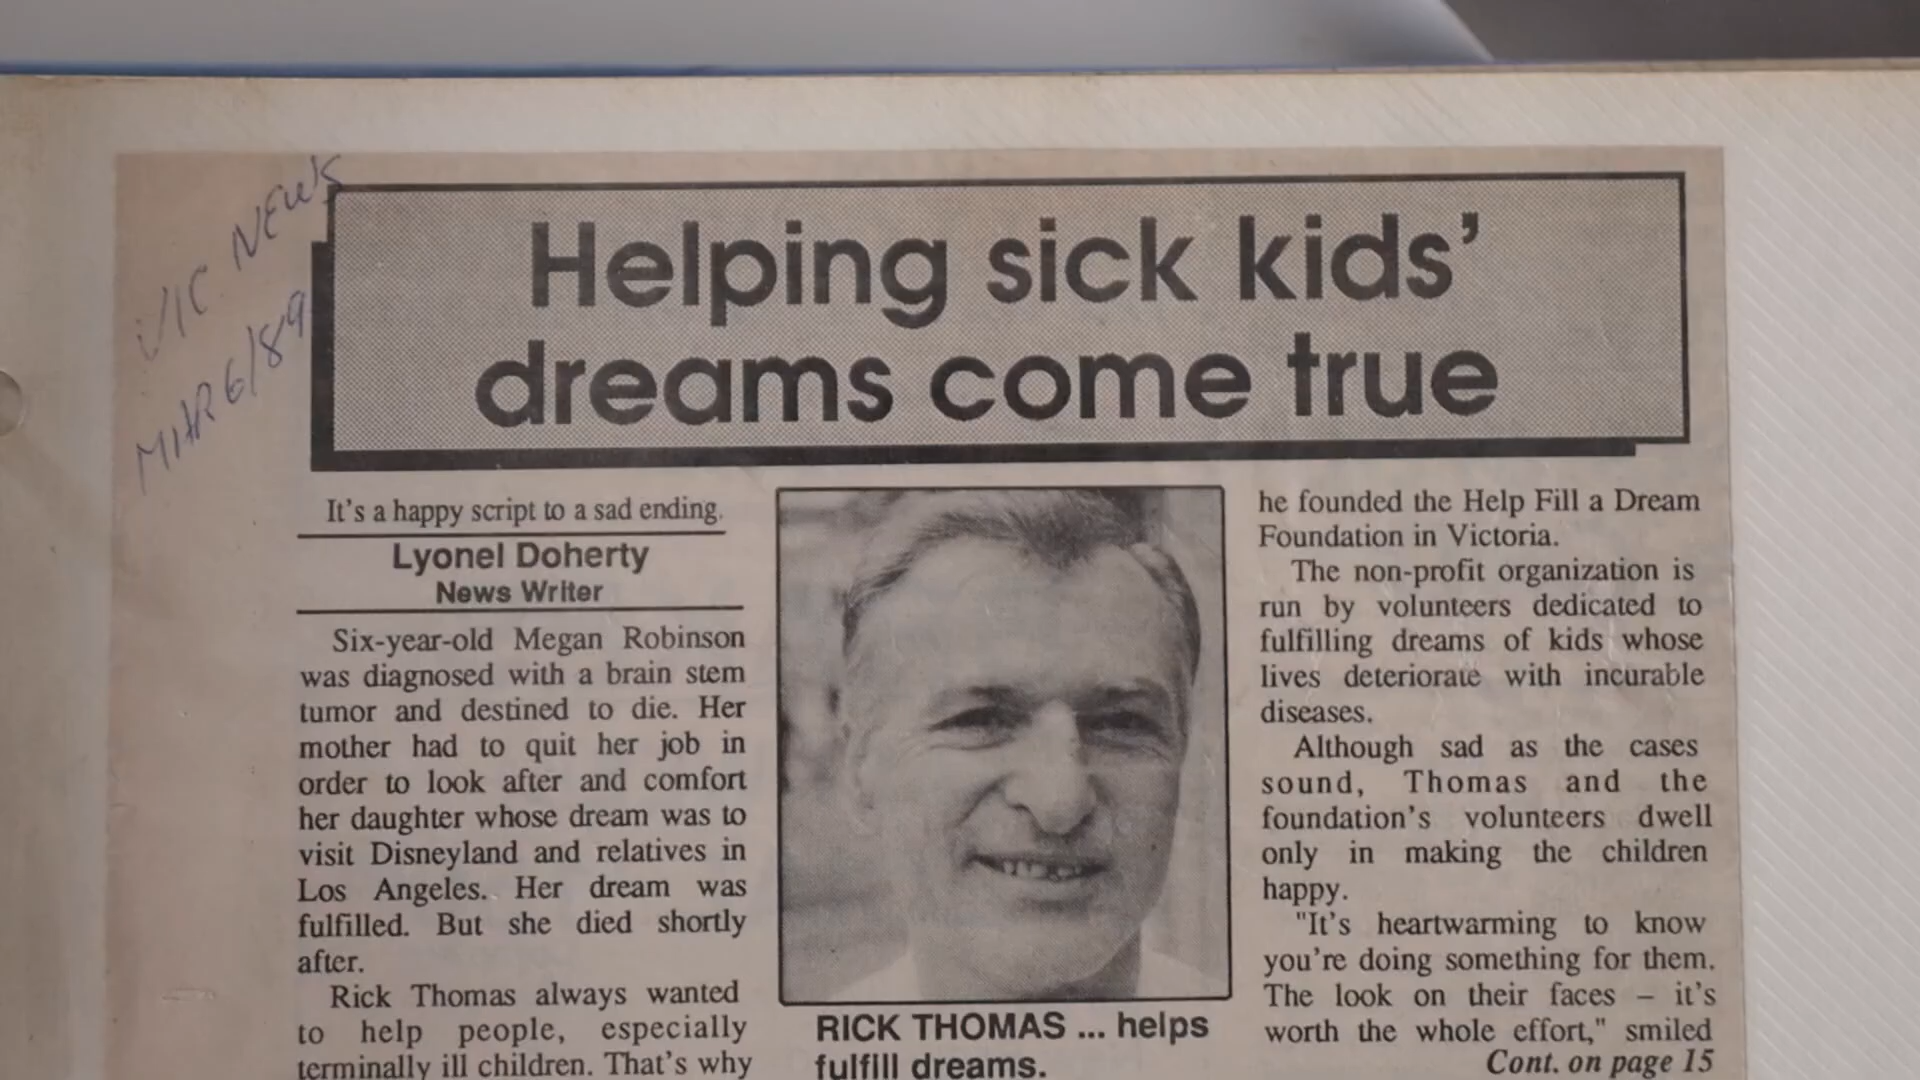 VIC NEWS
MAR 6/89
Helping sick kids'
dreams come true
It's a happy script to a sad ending.
Lyonel Doherty
News Writer
Six-year-old Megan Robinson
was diagnosed with a brain stem
tumor and destined to die. Her
mother had to quit her job in
order to look after and comfort
her daughter whose dream was to
visit Disneyland and relatives in
Los Angeles. Her dream was
fulfilled. But she died shortly
after.
Rick Thomas always wanted
to help people, especially
terminally ill children. That's why
RICK THOMAS ... helps
fulfill dreams.
he founded the Help Fill a Dream
Foundation in Victoria.
The non-profit organization is
run by volunteers dedicated to
fulfilling dreams of kids whose
lives deteriorate with incurable
diseases.
Although sad as the cases
sound, Thomas and the
foundation's volunteers dwell
only in making the children
happy.
"It's heartwarming to know
you're doing something for them.
The look on their faces – it's
worth the whole effort," smiled
Cont. on page 15